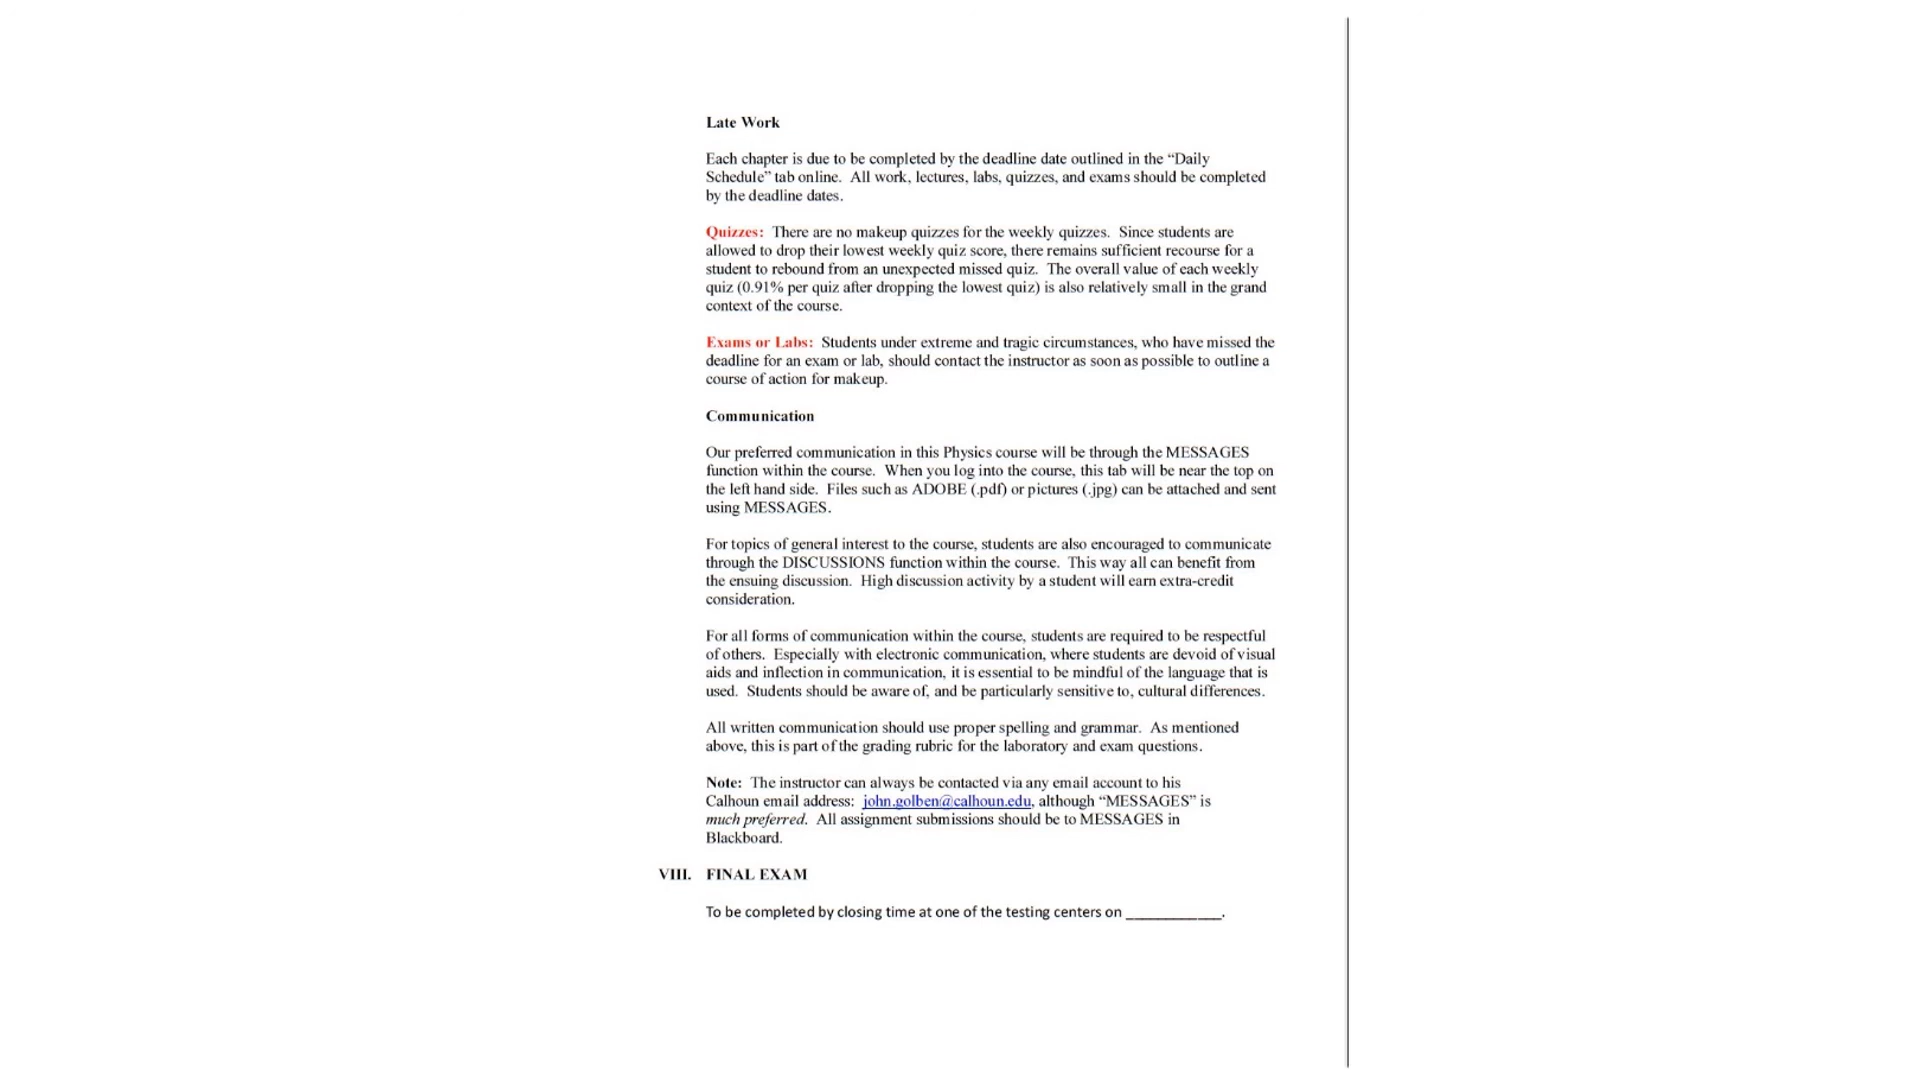 Late Work
Each chapter is due to be completed by the deadline date outlined in the “Daily
Schedule” tab online.  All work, lectures, labs, quizzes, and exams should be completed
by the deadline dates.
Quizzes:  There are no makeup quizzes for the weekly quizzes.  Since students are
allowed to drop their lowest weekly quiz score, there remains sufficient recourse for a
student to rebound from an unexpected missed quiz.  The overall value of each weekly
quiz (0.91% per quiz after dropping the lowest quiz) is also relatively small in the grand
context of the course.
Exams or Labs:  Students under extreme and tragic circumstances, who have missed the
deadline for an exam or lab, should contact the instructor as soon as possible to outline a
course of action for makeup.
Communication
Our preferred communication in this Physics course will be through the MESSAGES
function within the course.  When you log into the course, this tab will be near the top on
the left hand side.  Files such as ADOBE (.pdf) or pictures (.jpg) can be attached and sent
using MESSAGES.
For topics of general interest to the course, students are also encouraged to communicate
through the DISCUSSIONS function within the course.  This way all can benefit from
the ensuing discussion.  High discussion activity by a student will earn extra-credit
consideration.
For all forms of communication within the course, students are required to be respectful
of others.  Especially with electronic communication, where students are devoid of visual
aids and inflection in communication, it is essential to be mindful of the language that is
used.  Students should be aware of, and be particularly sensitive to, cultural differences.
All written communication should use proper spelling and grammar.  As mentioned
above, this is part of the grading rubric for the laboratory and exam questions.
Note:  The instructor can always be contacted via any email account to his
Calhoun email address:  john.golben@calhoun.edu, although “MESSAGES” is
much preferred.  All assignment submissions should be to MESSAGES in
Blackboard.
VIII. FINAL EXAM
To be completed by closing time at one of the testing centers on ____________.